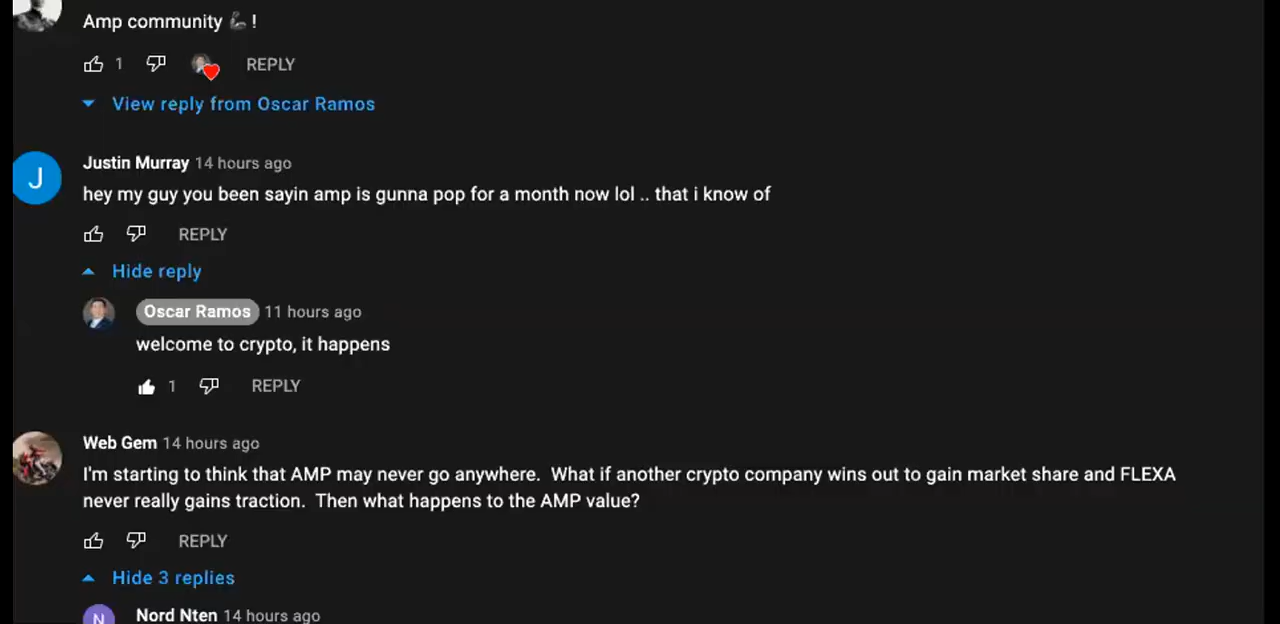 Amp community 💪 !
1 REPLY
View reply from Oscar Ramos
J
Justin Murray 14 hours ago
hey my guy you been sayin amp is gunna pop for a month now lol .. that i know of
REPLY
Hide reply
Oscar Ramos 11 hours ago
welcome to crypto, it happens
1 REPLY
Web Gem 14 hours ago
I'm starting to think that AMP may never go anywhere.  What if another crypto company wins out to gain market share and FLEXA
never really gains traction.  Then what happens to the AMP value?
REPLY
Hide 3 replies
N
Nord Nten 14 hours ago